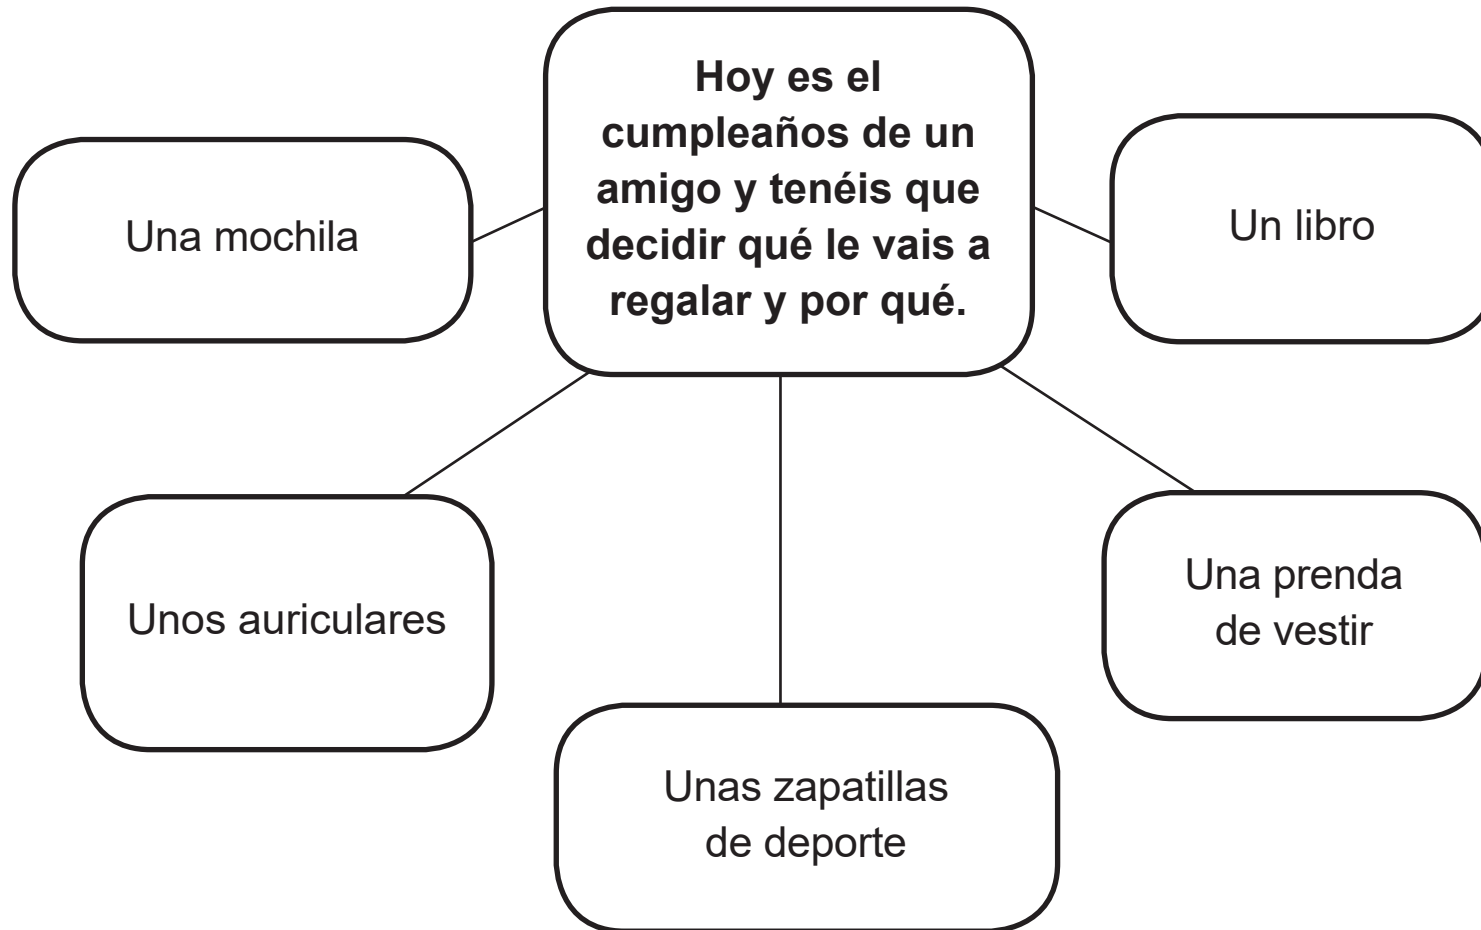 Hoy es el
cumpleaños de un
amigo y tenéis que
decidir qué le vais a
regalar y por qué.
Una mochila
Un libro
Unos auriculares
Una prenda
de vestir
Unas zapatillas
de deporte